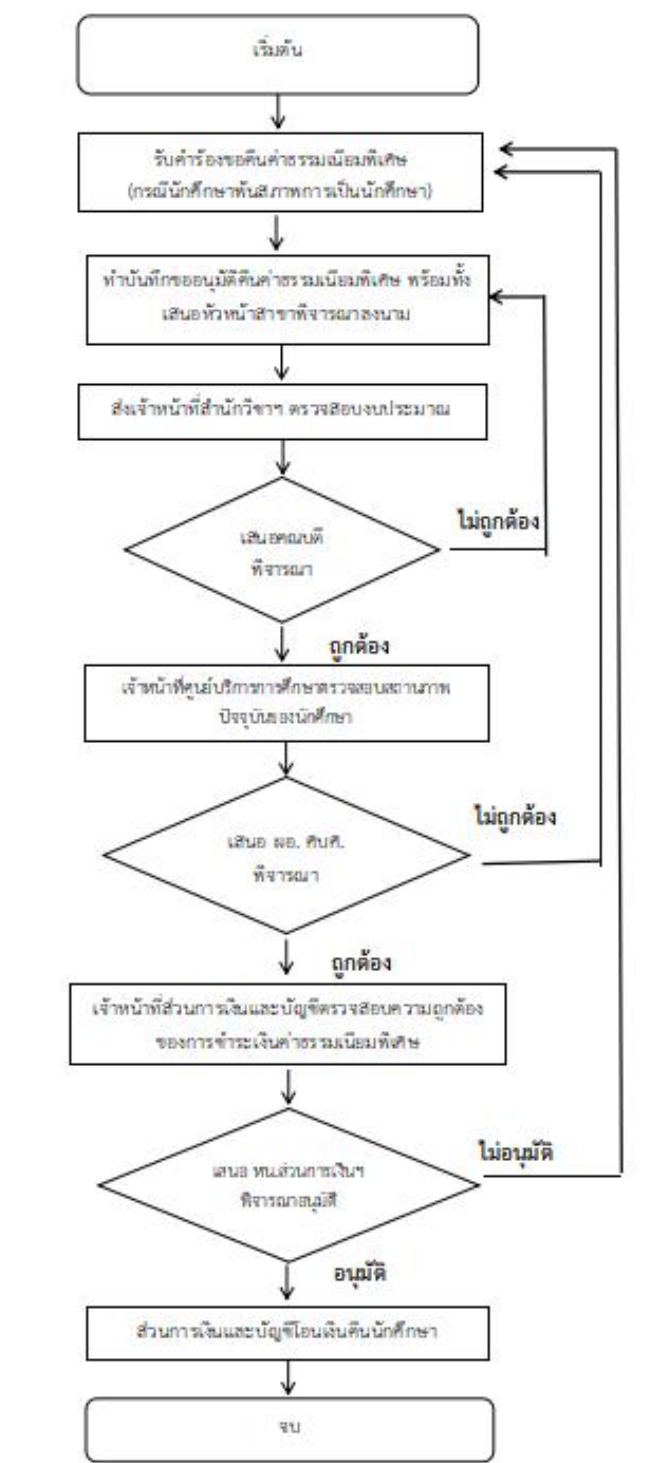 เริ่มต้น
รับคำร้องขอคืนค่าธรรมเนียมพิเศษ
(กรณีนักศึกษาพ้นสภาพการเป็นนักศึกษา)
ทำบันทึกขออนุมัติคืนค่าธรรมเนียมพิเศษ พร้อมทั้ง
เสนอหัวหน้าสาขาพิจารณาลงนาม
ส่งเจ้าหน้าที่สำนักวิชาฯ ตรวจสอบงบประมาณ
เสนอคณบดี
พิจารณา
ไม่ถูกต้อง
ถูกต้อง
เจ้าหน้าที่ศูนย์บริการการศึกษาตรวจสอบสถานภาพ
ปัจจุบันของนักศึกษา
เสนอ ผอ. ศบศ.
พิจารณา
ไม่ถูกต้อง
ถูกต้อง
เจ้าหน้าที่ส่วนการเงินและบัญชีตรวจสอบความถูกต้อง
ของการชำระเงินค่าธรรมเนียมพิเศษ
เสนอ หน.ส่วนการเงินฯ
พิจารณาอนุมัติ
ไม่อนุมัติ
อนุมัติ
ส่วนการเงินและบัญชีโอนเงินคืนนักศึกษา
จบ